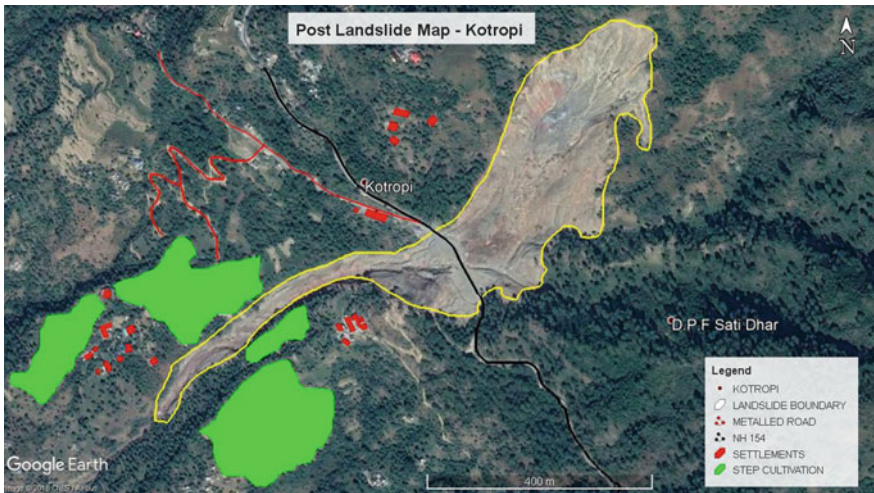 Post Landslide Map - Kotropi
N
Kotropi
D.P.F Sati Dhar
Legend
KOTROPI
LANDSLIDE BOUNDARY
METALLED ROAD
NH 154
SETTLEMENTS
STEP CULTIVATION
Google Earth
400 m